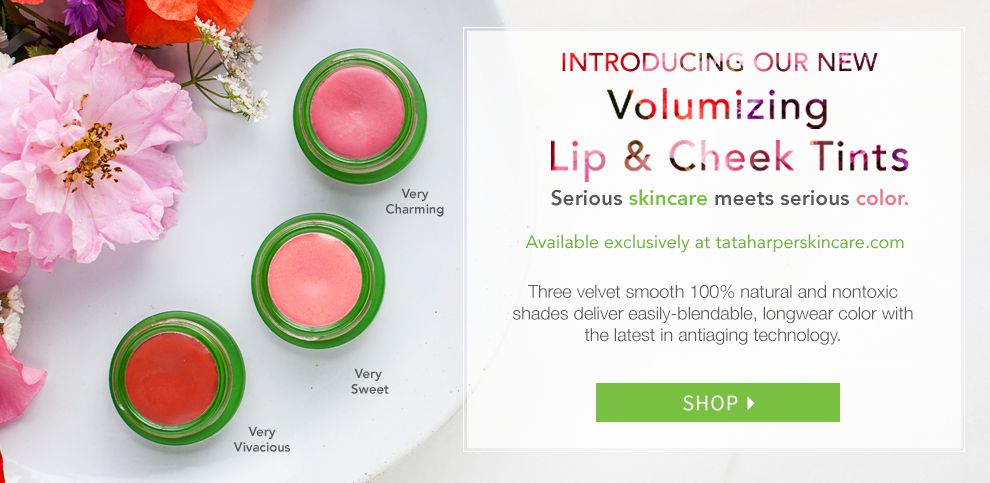 INTRODUCING OUR NEW
Volumizing
Lip & Cheek Tints
Serious skincare meets serious color.
Available exclusively at tataharperskincare.com
Three velvet smooth 100% natural and nontoxic
shades deliver easily-blendable, longwear color with
the latest in antiaging technology.
SHOP
Very
Charming
Very
Sweet
Very
Vivacious